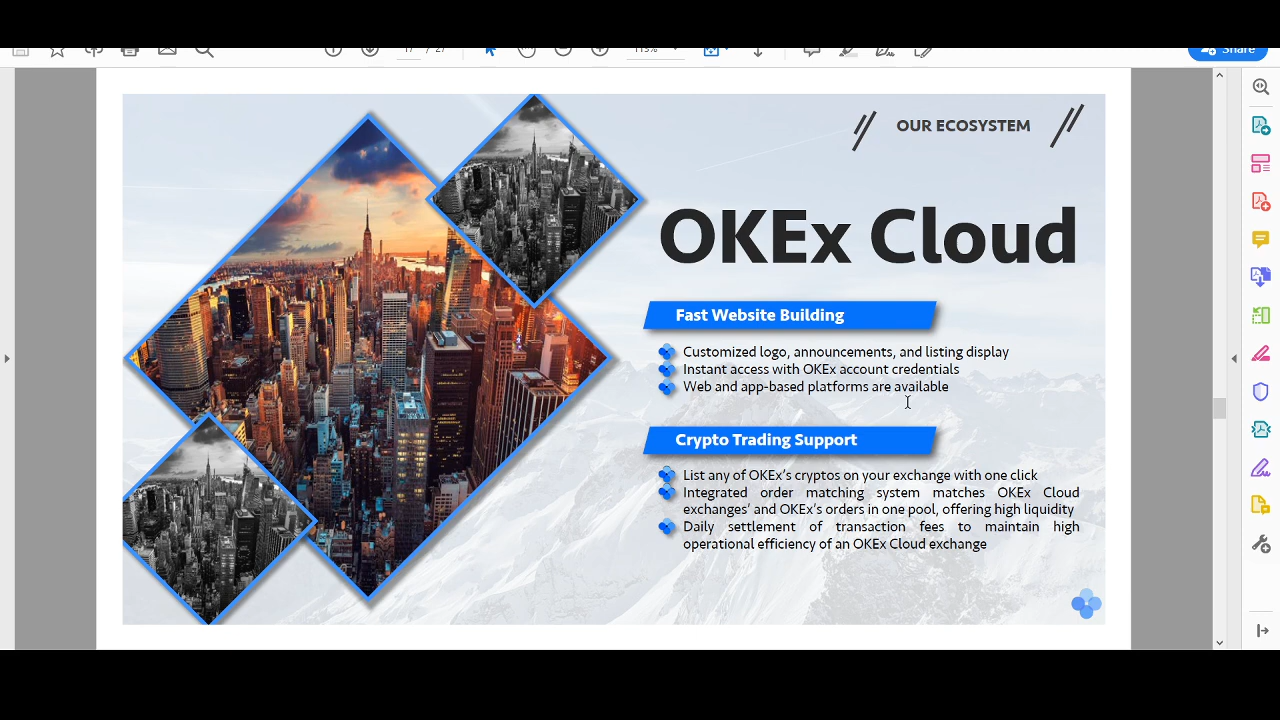 17 / 27
119%
Share
OUR ECOSYSTEM
OKEx Cloud
Fast Website Building
Customized logo, announcements, and listing display
Instant access with OKEx account credentials
Web and app-based platforms are available
Crypto Trading Support
List any of OKEx's cryptos on your exchange with one click
Integrated order matching system matches OKEx Cloud
exchanges' and OKEx's orders in one pool, offering high liquidity
Daily settlement of transaction fees to maintain high
operational efficiency of an OKEx Cloud exchange